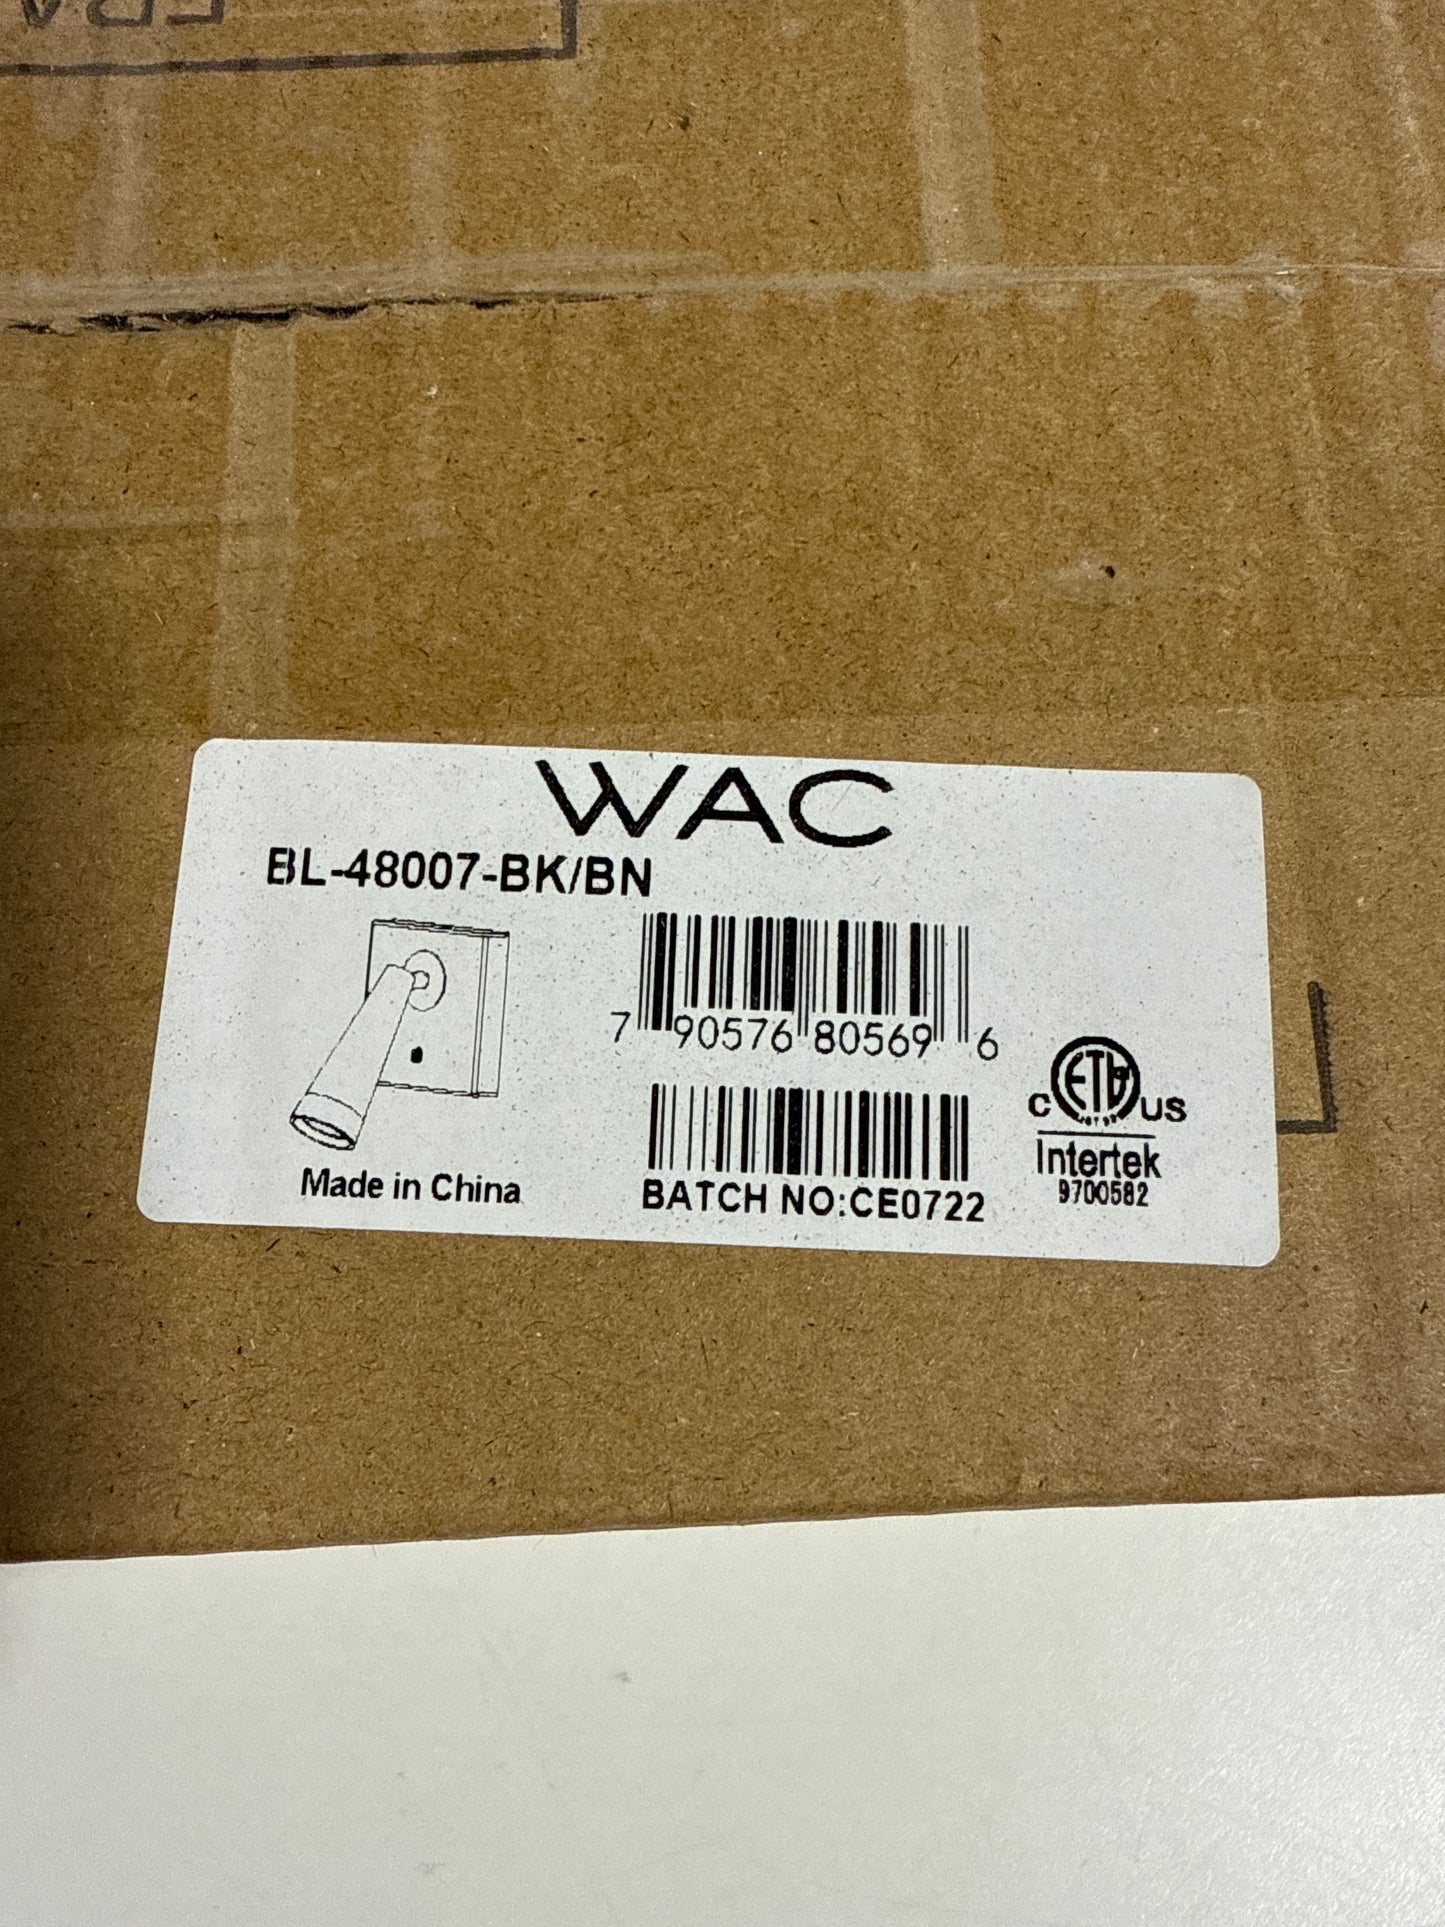 WAC
BL-48007-BK/BN
7 90576 80569 6
Made in China
BATCH NO:CE0722
C ETL US
Intertek
9700582